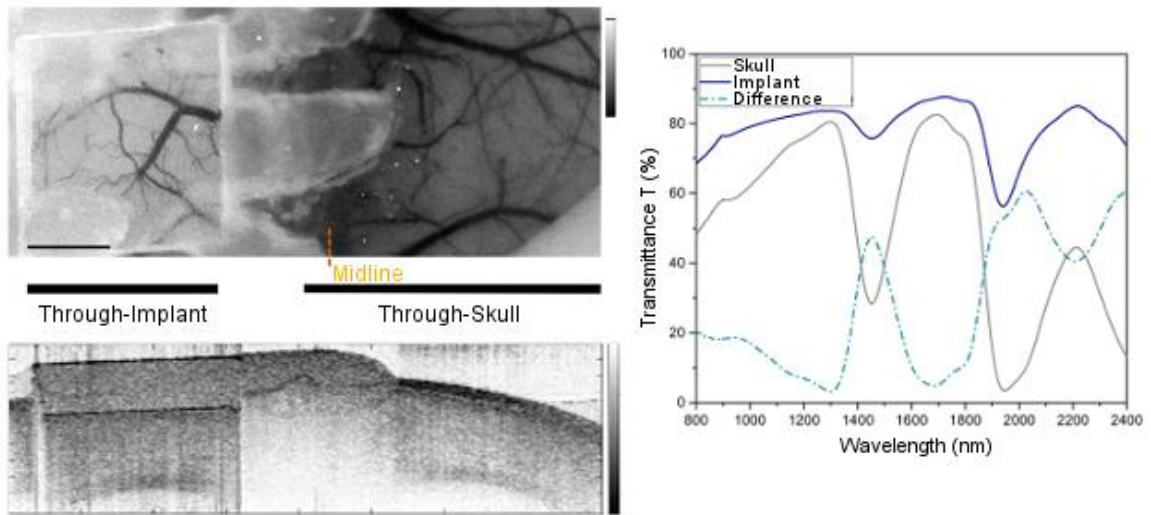 Midline
Through-Implant
Through-Skull
Skull
Implant
Difference
100
80
60
40
20
0
800
1000
1200
1400
1600
1800
2000
2200
2400
Transmittance T (%)
Wavelength (nm)